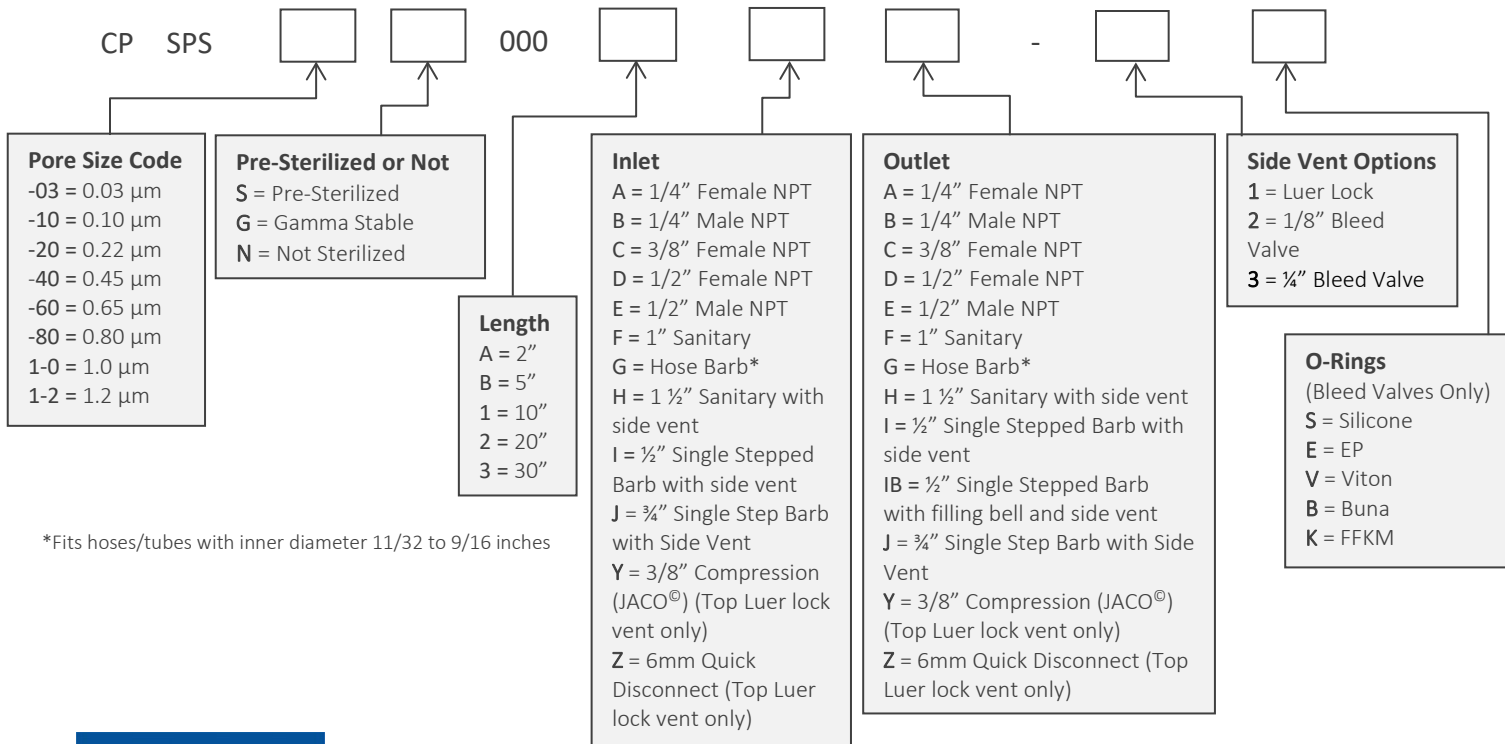 CP SPS 000 -
Pore Size Code
-03 = 0.03 µm
-10 = 0.10 µm
-20 = 0.22 µm
-40 = 0.45 µm
-60 = 0.65 µm
-80 = 0.80 µm
1-0 = 1.0 µm
1-2 = 1.2 µm
Pre-Sterilized or Not
S = Pre-Sterilized
G = Gamma Stable
N = Not Sterilized
Length
A = 2”
B = 5”
1 = 10”
2 = 20”
3 = 30”
Inlet
A = 1/4” Female NPT
B = 1/4” Male NPT
C = 3/8” Female NPT
D = 1/2” Female NPT
E = 1/2” Male NPT
F = 1” Sanitary
G = Hose Barb*
H = 1 ½” Sanitary with
side vent
I = ½” Single Stepped
Barb with side vent
J = ¾” Single Step Barb
with Side Vent
Y = 3/8” Compression
(JACO©) (Top Luer lock
vent only)
Z = 6mm Quick
Disconnect (Top Luer
lock vent only)
Outlet
A = 1/4” Female NPT
B = 1/4” Male NPT
C = 3/8” Female NPT
D = 1/2” Female NPT
E = 1/2” Male NPT
F = 1” Sanitary
G = Hose Barb*
H = 1 ½” Sanitary with side vent
I = ½” Single Stepped Barb with
side vent
IB = ½” Single Stepped Barb
with filling bell and side vent
J = ¾” Single Step Barb with Side
Vent
Y = 3/8” Compression (JACO©)
(Top Luer lock vent only)
Z = 6mm Quick Disconnect (Top
Luer lock vent only)
Side Vent Options
1 = Luer Lock
2 = 1/8” Bleed
Valve
3 = ¼” Bleed Valve
O-Rings
(Bleed Valves Only)
S = Silicone
E = EP
V = Viton
B = Buna
K = FFKM
*Fits hoses/tubes with inner diameter 11/32 to 9/16 inches